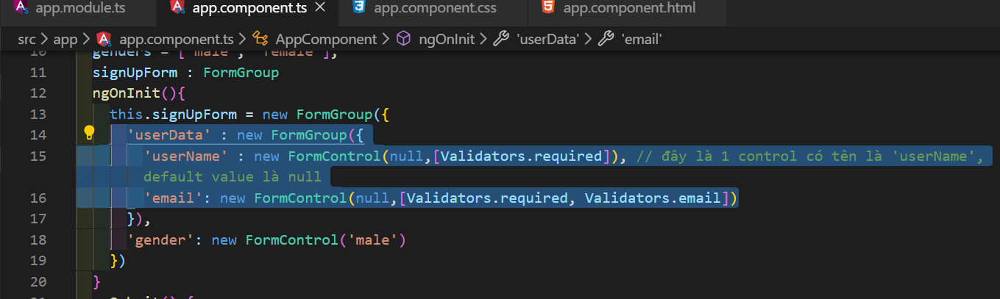 app.module.ts app.component.ts app.component.css app.component.html
src > app > app.component.ts > AppComponent > ngOnInit > 'userData' > 'email'
10 genders = ['male', 'female'];
11 signUpForm : FormGroup
12 ngOnInit(){
13 this.signUpForm = new FormGroup({
14 'userData' : new FormGroup({
15 'userName' : new FormControl(null,[Validators.required]), // đây là 1 control có tên là 'userName',
default value là null
16 'email': new FormControl(null,[Validators.required, Validators.email])
17 }),
18 'gender': new FormControl('male')
19 })
20 }